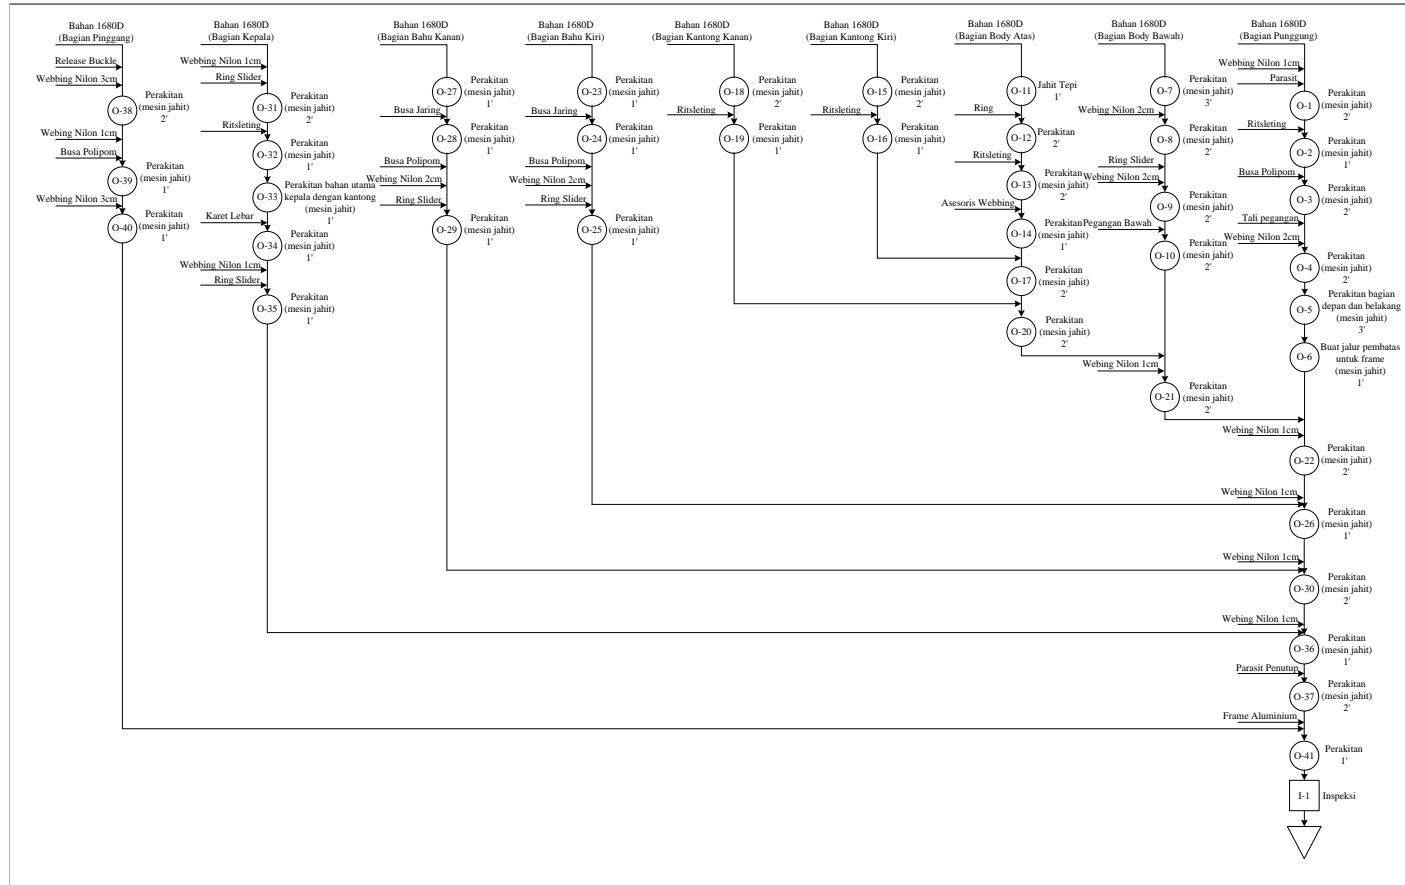 Bahan 1680D
(Bagian Pinggang)
Release Buckle
Webbing Nilon 3cm
O-38
Perakitan
(mesin jahit)
2'
Webing Nilon 1cm
Busa Polipom
O-39
Perakitan
(mesin jahit)
1'
Webbing Nilon 3cm
O-40
Perakitan
(mesin jahit)
1'
Bahan 1680D
(Bagian Kepala)
Webbing Nilon 1cm
Ring Slider
O-31
Perakitan
(mesin jahit)
2'
Ritsleting
O-32
Perakitan
(mesin jahit)
1'
O-33
Perakitan bahan utama
kepala dengan kantong
(mesin jahit)
1'
Karet Lebar
O-34
Perakitan
(mesin jahit)
1'
Webbing Nilon 1cm
Ring Slider
O-35
Perakitan
(mesin jahit)
1'
Bahan 1680D
(Bagian Bahu Kanan)
O-27
Perakitan
(mesin jahit)
1'
Busa Jaring
O-28
Perakitan
(mesin jahit)
1'
Busa Polipom
Webbing Nilon 2cm
Ring Slider
O-29
Perakitan
(mesin jahit)
1'
Bahan 1680D
(Bagian Bahu Kiri)
O-23
Perakitan
(mesin jahit)
1'
Busa Jaring
O-24
Perakitan
(mesin jahit)
1'
Busa Polipom
Webbing Nilon 2cm
Ring Slider
O-25
Perakitan
(mesin jahit)
1'
Bahan 1680D
(Bagian Kantong Kanan)
O-18
Perakitan
(mesin jahit)
2'
Ritsleting
O-19
Perakitan
(mesin jahit)
1'
Bahan 1680D
(Bagian Kantong Kiri)
O-15
Perakitan
(mesin jahit)
2'
Ritsleting
O-16
Perakitan
(mesin jahit)
1'
Bahan 1680D
(Bagian Body Atas)
O-11
Jahit Tepi
1'
Ring
O-12
Perakitan
2'
Ritsleting
O-13
Perakitan
(mesin jahit)
2'
Asesoris Webbing
O-14
Perakitan
(mesin jahit)
1'
O-17
Perakitan
(mesin jahit)
2'
O-20
Perakitan
(mesin jahit)
2'
Bahan 1680D
(Bagian Body Bawah)
O-7
Perakitan
(mesin jahit)
3'
Webing Nilon 2cm
O-8
Perakitan
(mesin jahit)
2'
Ring Slider
Webing Nilon 2cm
O-9
Perakitan
(mesin jahit)
2'
Pegangan Bawah
O-10
Perakitan
(mesin jahit)
2'
Webing Nilon 1cm
O-21
Perakitan
(mesin jahit)
2'
Bahan 1680D
(Bagian Punggung)
Webbing Nilon 1cm
Parasit
O-1
Perakitan
(mesin jahit)
2'
Ritsleting
O-2
Perakitan
(mesin jahit)
1'
Busa Polipom
O-3
Perakitan
(mesin jahit)
2'
Tali pegangan
Webing Nilon 2cm
O-4
Perakitan
(mesin jahit)
2'
O-5
Perakitan bagian
depan dan belakang
(mesin jahit)
3'
O-6
Buat jalur pembatas
untuk frame
(mesin jahit)
1'
Webing Nilon 1cm
O-22
Perakitan
(mesin jahit)
2'
Webing Nilon 1cm
O-26
Perakitan
(mesin jahit)
1'
Webing Nilon 1cm
O-30
Perakitan
(mesin jahit)
2'
Webing Nilon 1cm
O-36
Perakitan
(mesin jahit)
1'
Parasit Penutup
O-37
Perakitan
(mesin jahit)
2'
Frame Aluminium
O-41
Perakitan
1'
I-1
Inspeksi